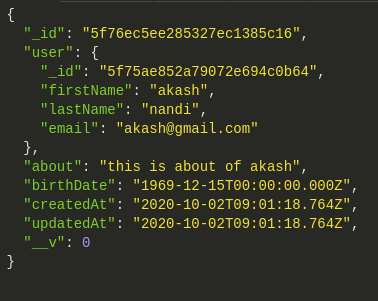 {
  "_id": "5f76ec5ee285327ec1385c16",
  "user": {
    "_id": "5f75ae852a79072e694c0b64",
    "firstName": "akash",
    "lastName": "nandi",
    "email": "akash@gmail.com"
  },
  "about": "this is about of akash",
  "birthDate": "1969-12-15T00:00:00.000Z",
  "createdAt": "2020-10-02T09:01:18.764Z",
  "updatedAt": "2020-10-02T09:01:18.764Z",
  "__v": 0
}